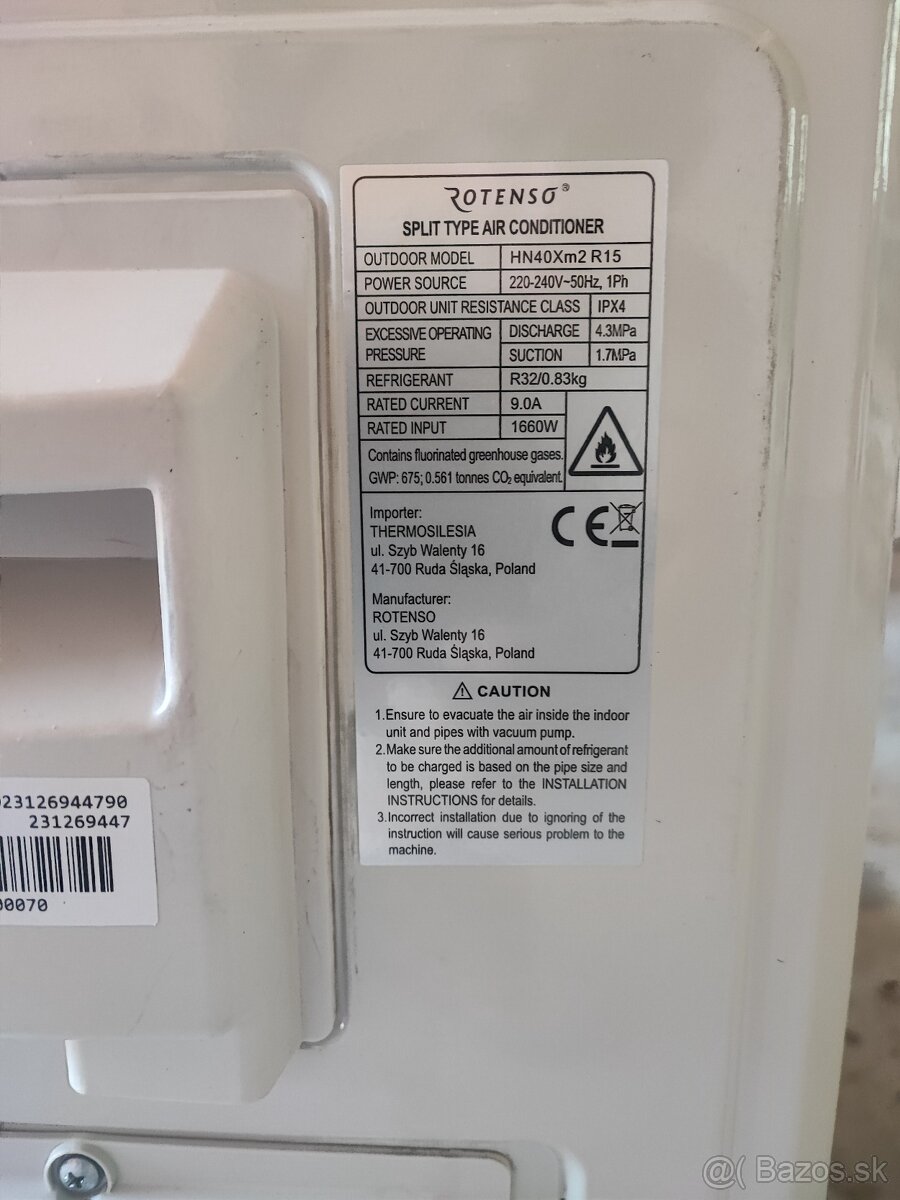 ROTENSO®
SPLIT TYPE AIR CONDITIONER
OUTDOOR MODEL HN40Xm2 R15
POWER SOURCE 220-240V~50Hz, 1Ph
OUTDOOR UNIT RESISTANCE CLASS IPX4
EXCESSIVE OPERATING PRESSURE DISCHARGE 4.3MPa
SUCTION 1.7MPa
REFRIGERANT R32/0.83kg
RATED CURRENT 9.0A
RATED INPUT 1660W
Contains fluorinated greenhouse gases.
GWP: 675; 0.561 tonnes CO₂ equivalent.
Importer:
THERMOSILESIA
ul. Szyb Walenty 16
41-700 Ruda Śląska, Poland
CE
Manufacturer:
ROTENSO
ul. Szyb Walenty 16
41-700 Ruda Śląska, Poland
CAUTION
1.Ensure to evacuate the air inside the indoor
unit and pipes with vacuum pump.
2.Make sure the additional amount of refrigerant
to be charged is based on the pipe size and
length, please refer to the INSTALLATION
INSTRUCTIONS for details.
3.Incorrect installation due to ignoring of the
instruction will cause serious problem to the
machine.
23126944790
231269447
0070
@( Bazos.sk